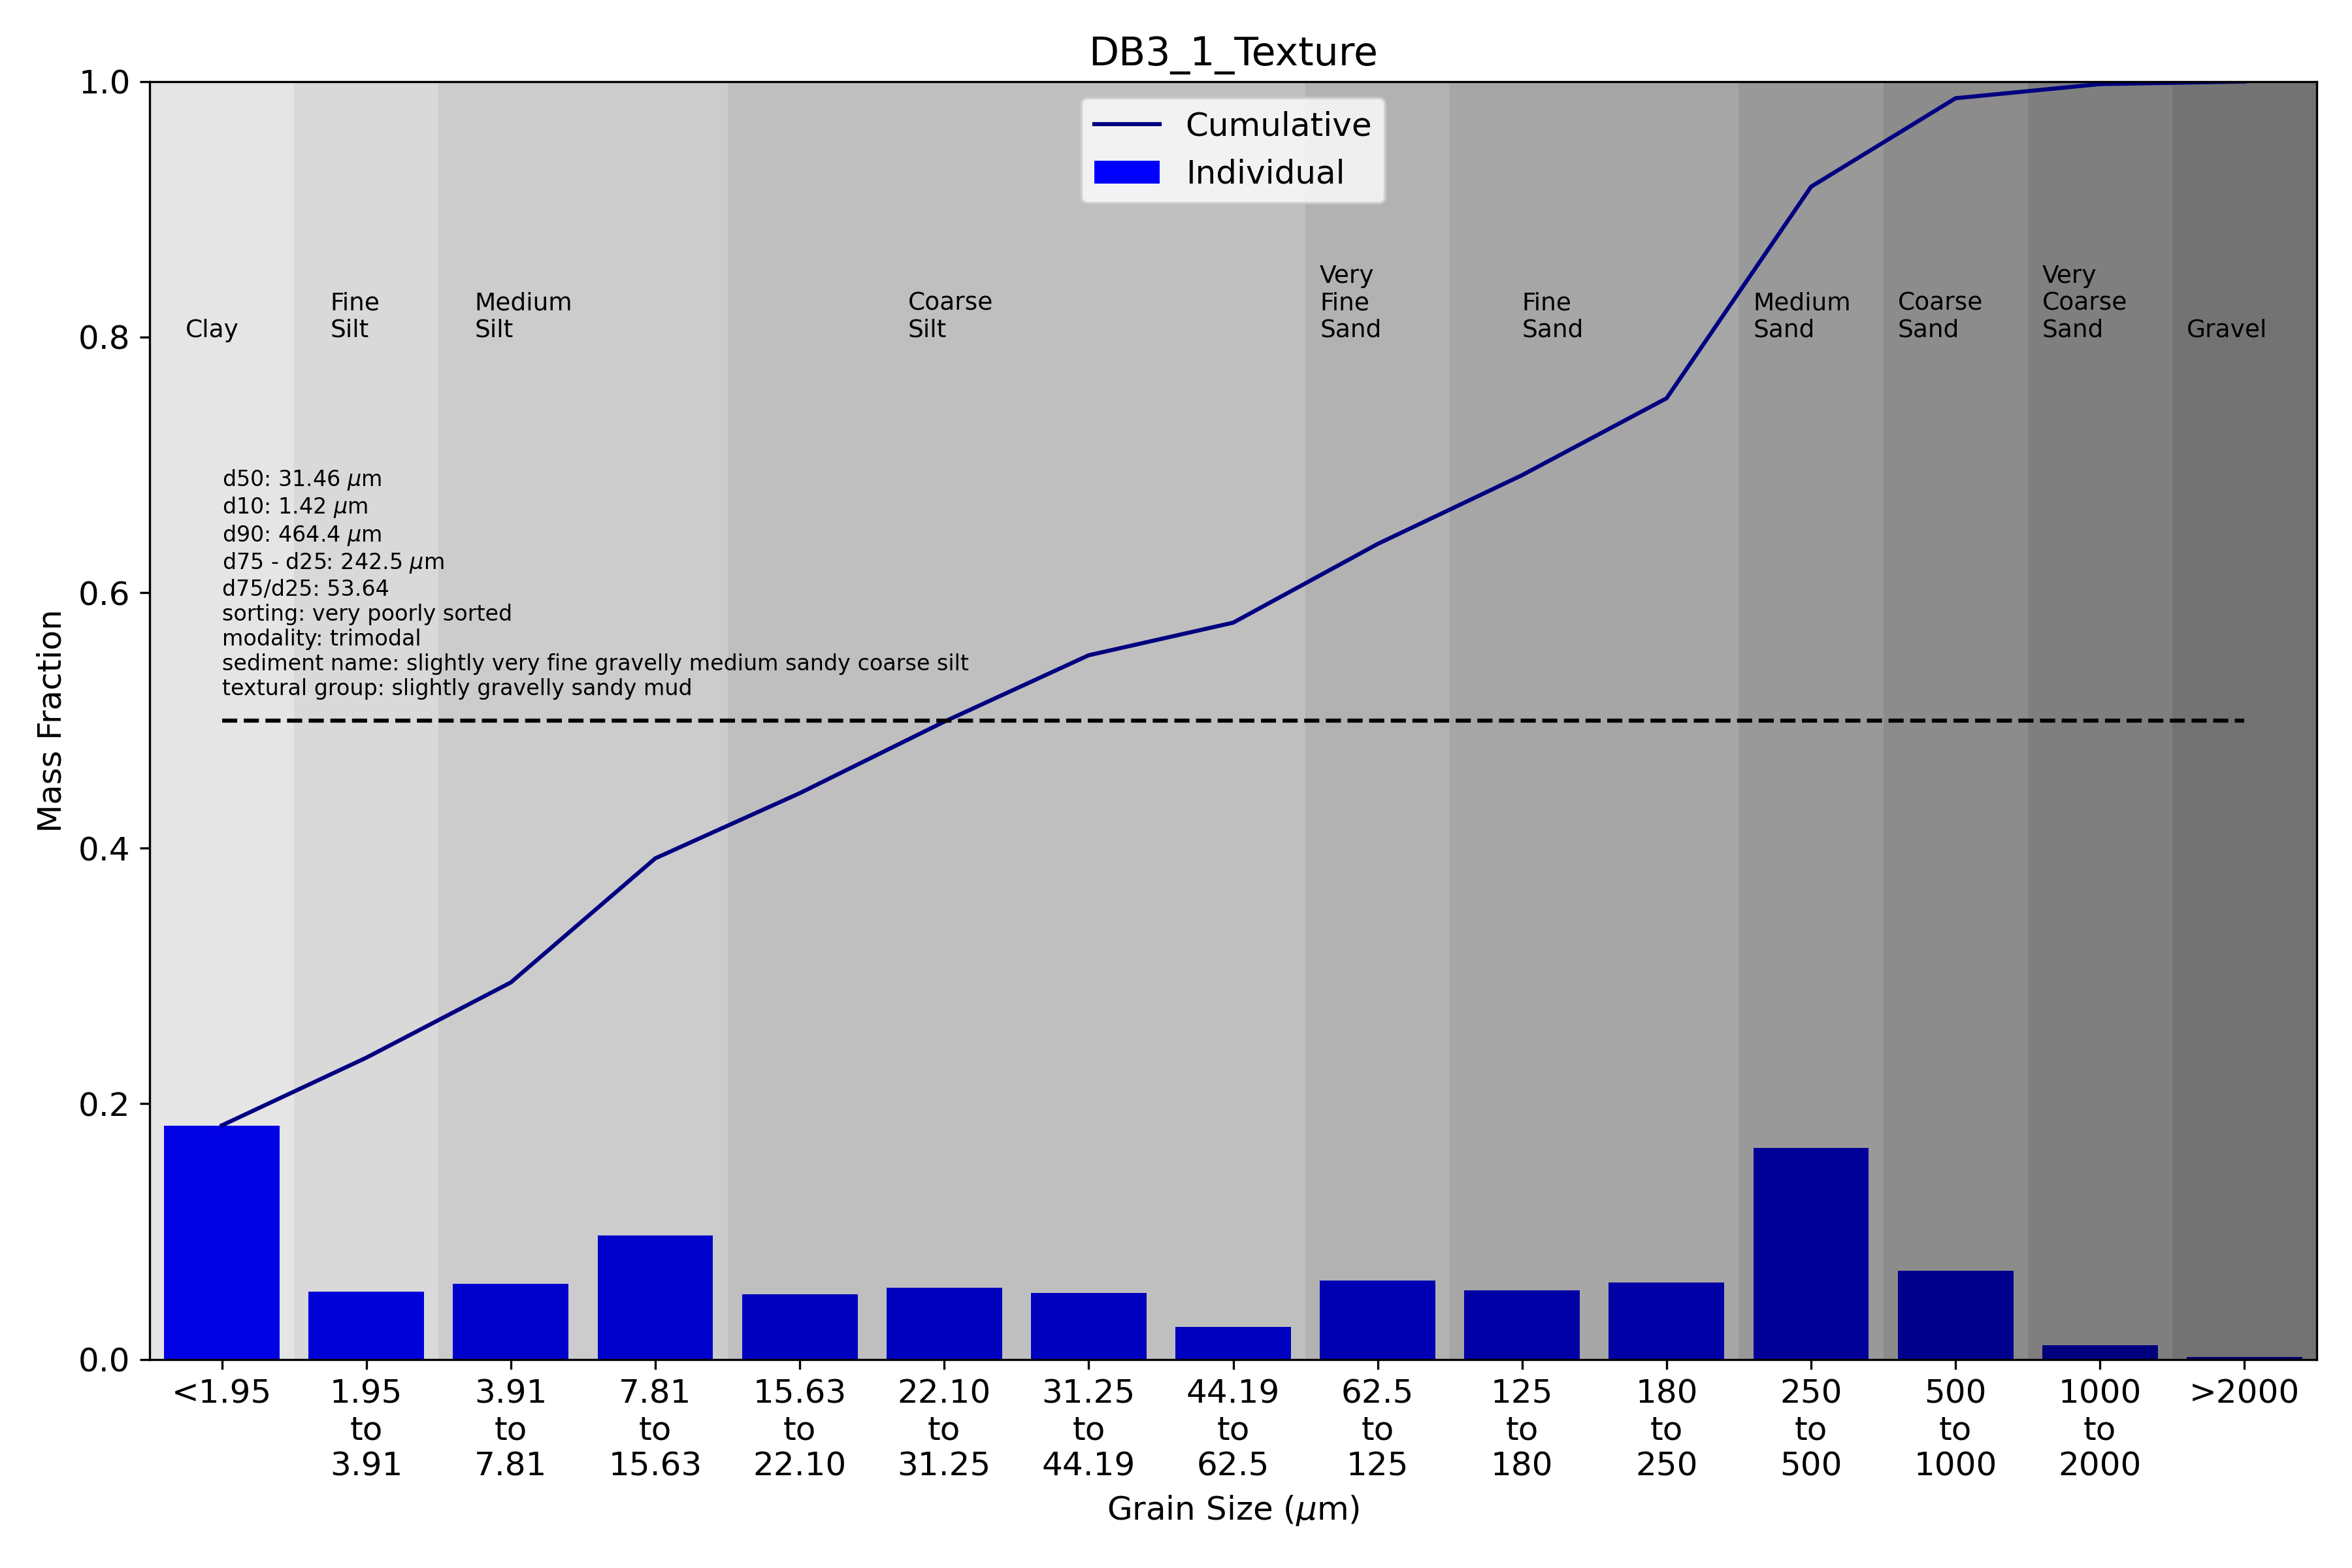 DB3_1_Texture
Cumulative
Individual
1.0
0.8
0.6
0.4
0.2
0.0
Mass Fraction
Clay
Fine
Silt
Medium
Silt
Coarse
Silt
Very
Fine
Sand
Fine
Sand
Medium
Sand
Coarse
Sand
Very
Coarse
Sand
Gravel
d50: 31.46 μm
d10: 1.42 μm
d90: 464.4 μm
d75 - d25: 242.5 μm
d75/d25: 53.64
sorting: very poorly sorted
modality: trimodal
sediment name: slightly very fine gravelly medium sandy coarse silt
textural group: slightly gravelly sandy mud
<1.95
1.95
to
3.91
3.91
to
7.81
7.81
to
15.63
15.63
to
22.10
22.10
to
31.25
31.25
to
44.19
44.19
to
62.5
62.5
to
125
125
to
180
180
to
250
250
to
500
500
to
1000
1000
to
2000
>2000
Grain Size (μm)